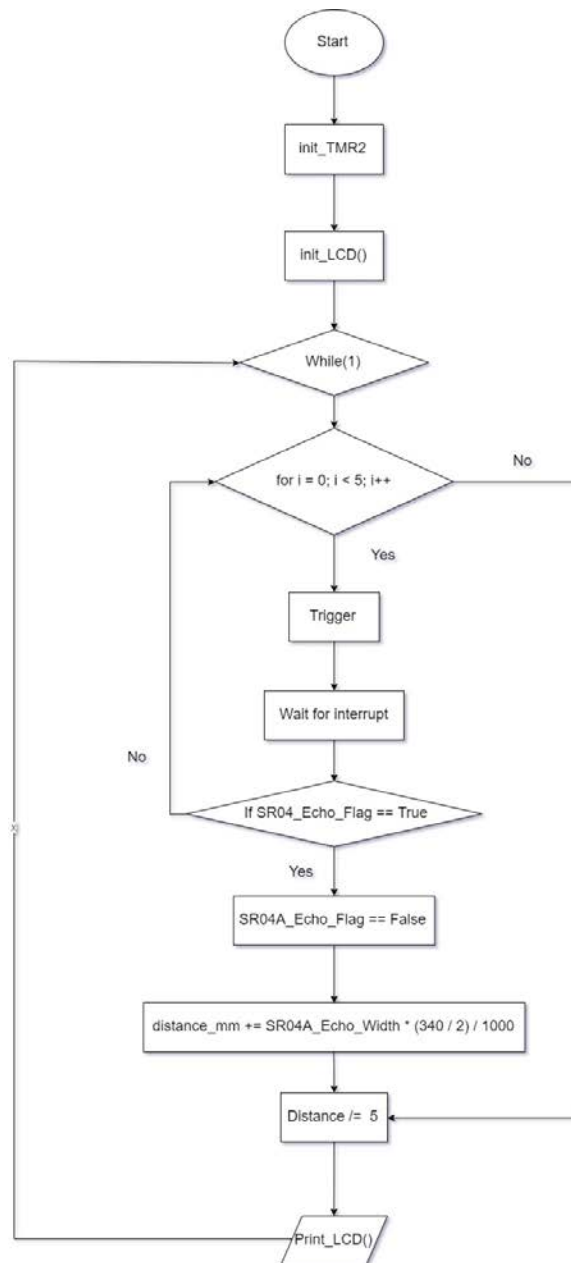 Start
init_TMR2
init_LCD()
While(1)
for i = 0; i < 5; i++
No
Yes
Trigger
Wait for interrupt
No
If SR04_Echo_Flag == True
Yes
SR04A_Echo_Flag == False
distance_mm += SR04A_Echo_Width * (340 / 2) / 1000
Distance /= 5
Print_LCD()